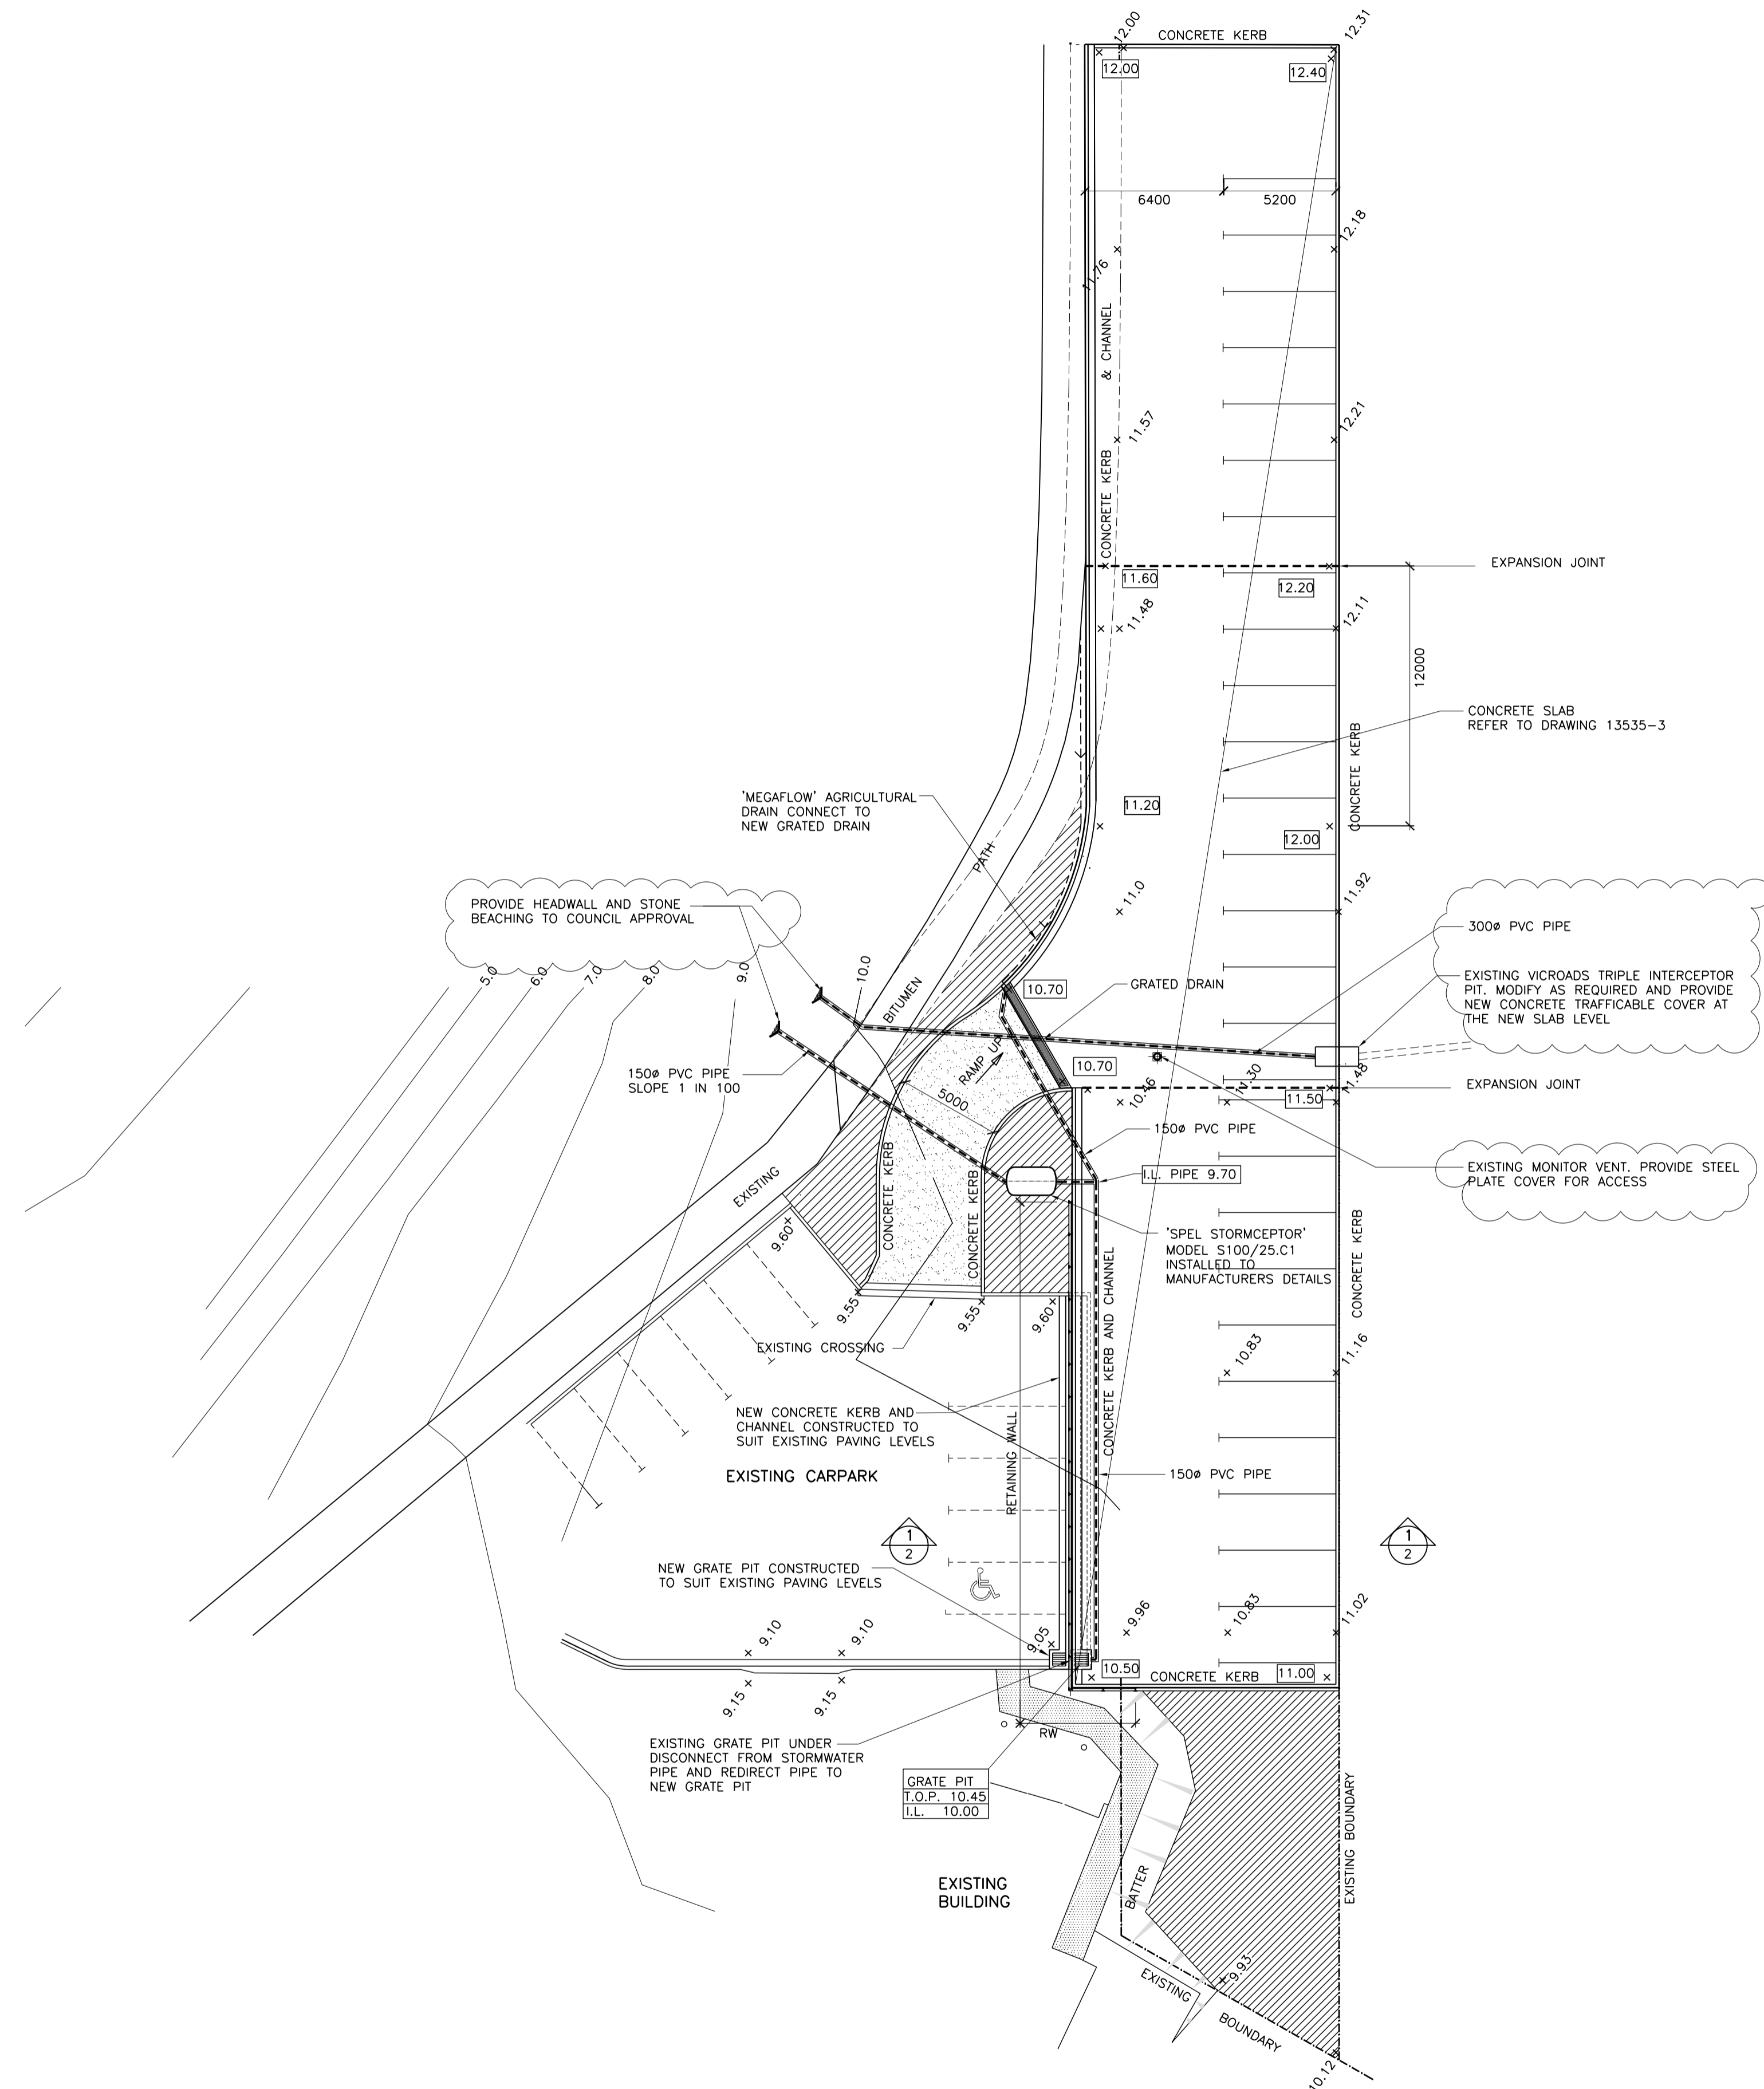 12.00
CONCRETE KERB
12.31
12.00
12.40
6400
5200
12.18
11.76
& CHANNEL
CONCRETE KERB
11.57
12.21
EXPANSION JOINT
11.60
12.20
11.48
12.11
12000
CONCRETE SLAB
REFER TO DRAWING 13535-3
CONCRETE KERB
'MEGAFLOW' AGRICULTURAL
DRAIN CONNECT TO
NEW GRATED DRAIN
11.20
12.00
PATH
11.0
11.92
PROVIDE HEADWALL AND STONE
BEACHING TO COUNCIL APPROVAL
300ø PVC PIPE
5.0
6.0
7.0
8.0
9.0
10.0
BITUMEN
10.70
GRATED DRAIN
EXISTING VICROADS TRIPLE INTERCEPTOR
PIT. MODIFY AS REQUIRED AND PROVIDE
NEW CONCRETE TRAFFICABLE COVER AT
THE NEW SLAB LEVEL
150ø PVC PIPE
SLOPE 1 IN 100
RAMP UP
10.70
5000
10.46
11.30
11.50
11.48
EXPANSION JOINT
150ø PVC PIPE
I.L. PIPE 9.70
EXISTING MONITOR VENT. PROVIDE STEEL
PLATE COVER FOR ACCESS
EXISTING
CONCRETE KERB
CONCRETE KERB
9.60
'SPEL STORMCEPTOR'
MODEL S100/25.C1
INSTALLED TO
MANUFACTURERS DETAILS
CONCRETE KERB
CONCRETE KERB AND CHANNEL
9.55
9.55
9.60
EXISTING CROSSING
10.83
11.16
NEW CONCRETE KERB AND
CHANNEL CONSTRUCTED TO
SUIT EXISTING PAVING LEVELS
RETAINING WALL
EXISTING CARPARK
150ø PVC PIPE
1
2
1
2
NEW GRATE PIT CONSTRUCTED
TO SUIT EXISTING PAVING LEVELS
9.10
9.10
9.05
9.96
10.83
11.02
10.50
CONCRETE KERB
11.00
9.15
9.15
RW
EXISTING GRATE PIT UNDER
DISCONNECT FROM STORMWATER
PIPE AND REDIRECT PIPE TO
NEW GRATE PIT
GRATE PIT
T.O.P. 10.45
I.L. 10.00
EXISTING BOUNDARY
EXISTING
BUILDING
BATTER
9.93
EXISTING
BOUNDARY
10.12